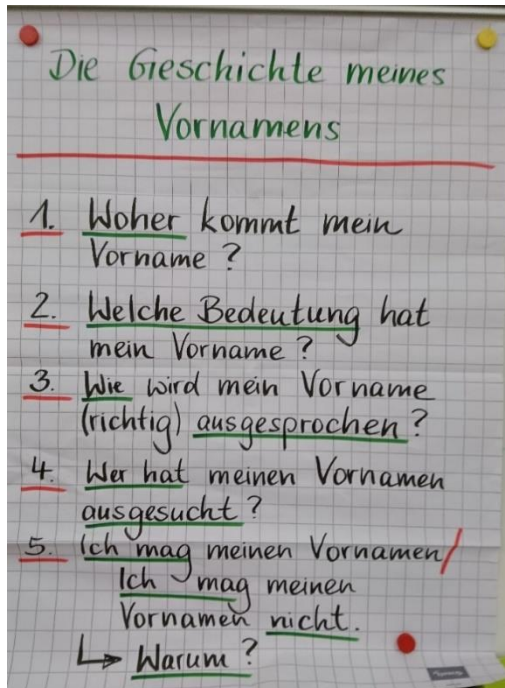 Die Geschichte meines
Vornamens
1. Woher kommt mein
Vorname ?
2. Welche Bedeutung hat
mein Vorname ?
3. Wie wird mein Vorname
(richtig) ausgesprochen ?
4. Wer hat meinen Vornamen
ausgesucht ?
5. Ich mag meinen Vornamen/
Ich mag meinen
Vornamen nicht.
↳ Warum ?